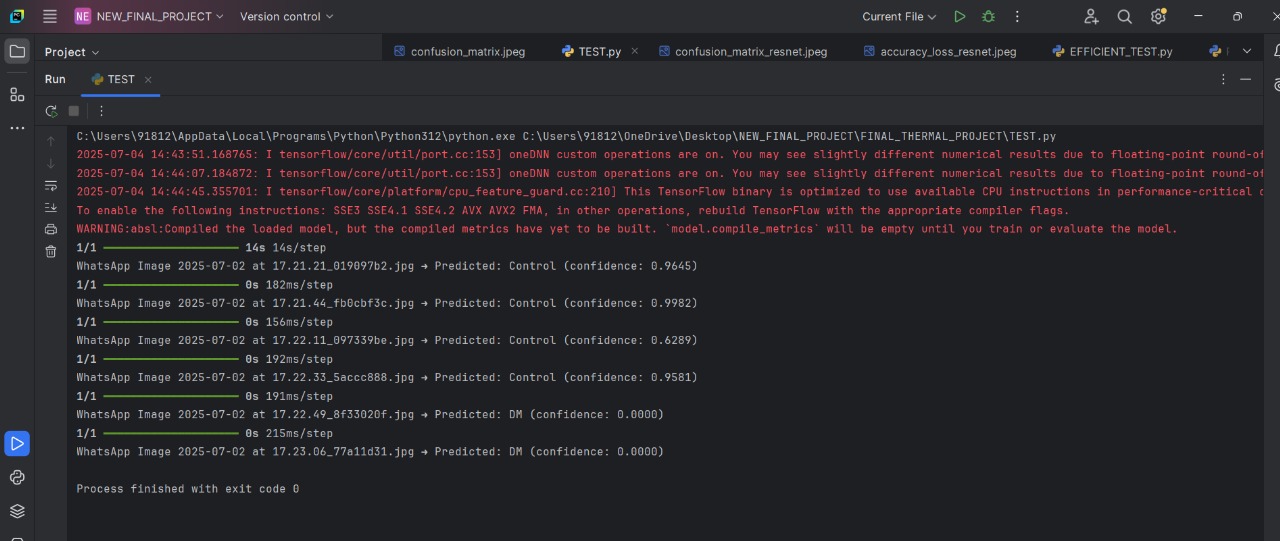 NE NEW_FINAL_PROJECT Version control Current File
Project confusion_matrix.jpeg TEST.py confusion_matrix_resnet.jpeg accuracy_loss_resnet.jpeg EFFICIENT_TEST.py
Run TEST
C:\Users\91812\AppData\Local\Programs\Python\Python312\python.exe C:\Users\91812\OneDrive\Desktop\NEW_FINAL_PROJECT\FINAL_THERMAL_PROJECT\TEST.py
2025-07-04 14:43:51.168765: I tensorflow/core/util/port.cc:153] oneDNN custom operations are on. You may see slightly different numerical results due to floating-point round-of
2025-07-04 14:44:07.184872: I tensorflow/core/util/port.cc:153] oneDNN custom operations are on. You may see slightly different numerical results due to floating-point round-of
2025-07-04 14:44:45.355701: I tensorflow/core/platform/cpu_feature_guard.cc:210] This TensorFlow binary is optimized to use available CPU instructions in performance-critical
To enable the following instructions: SSE3 SSE4.1 SSE4.2 AVX AVX2 FMA, in other operations, rebuild TensorFlow with the appropriate compiler flags.
WARNING:absl:Compiled the loaded model, but the compiled metrics have yet to be built. `model.compile_metrics` will be empty until you train or evaluate the model.
1/1 14s 14s/step
WhatsApp Image 2025-07-02 at 17.21.21_019097b2.jpg → Predicted: Control (confidence: 0.9645)
1/1 0s 182ms/step
WhatsApp Image 2025-07-02 at 17.21.44_fb0cbf3c.jpg → Predicted: Control (confidence: 0.9982)
1/1 0s 156ms/step
WhatsApp Image 2025-07-02 at 17.22.11_097339be.jpg → Predicted: Control (confidence: 0.6289)
1/1 0s 192ms/step
WhatsApp Image 2025-07-02 at 17.22.33_5accc888.jpg → Predicted: Control (confidence: 0.9581)
1/1 0s 191ms/step
WhatsApp Image 2025-07-02 at 17.22.49_8f33020f.jpg → Predicted: DM (confidence: 0.0000)
1/1 0s 215ms/step
WhatsApp Image 2025-07-02 at 17.23.06_77a11d31.jpg → Predicted: DM (confidence: 0.0000)
Process finished with exit code 0